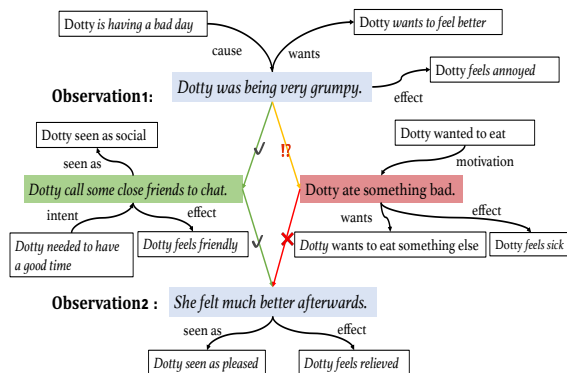 Dotty is having a bad day
Dotty wants to feel better
cause
wants
Dotty feels annoyed
Observation1:
Dotty was being very grumpy.
effect
Dotty seen as social
!?
Dotty wanted to eat
seen as
motivation
Dotty call some close friends to chat.
Dotty ate something bad.
intent
effect
wants
effect
Dotty needed to have
a good time
Dotty feels friendly
Dotty wants to eat something else
Dotty feels sick
Observation2 :
She felt much better afterwards.
seen as
effect
Dotty seen as pleased
Dotty feels relieved